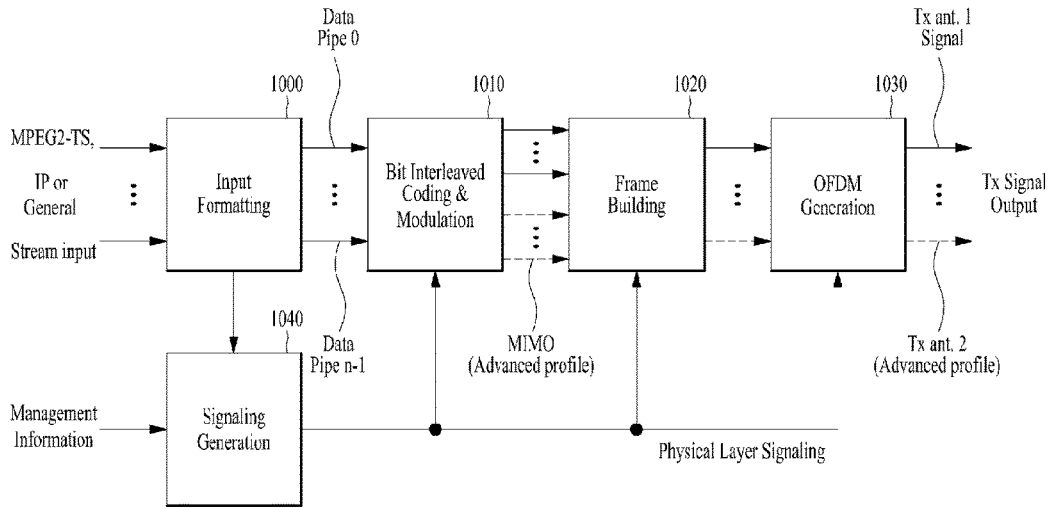 Data
Pipe 0
Tx ant. 1
Signal
1000
1010
1020
1030
MPEG2-TS,
IP or
General
Stream input
Input
Formatting
Bit Interleaved
Coding &
Modulation
Frame
Building
OFDM
Generation
Tx Signal
Output
1040
Data
Pipe n-1
MIMO
(Advanced profile)
Tx ant. 2
(Advanced profile)
Management
Information
Signaling
Generation
Physical Layer Signaling